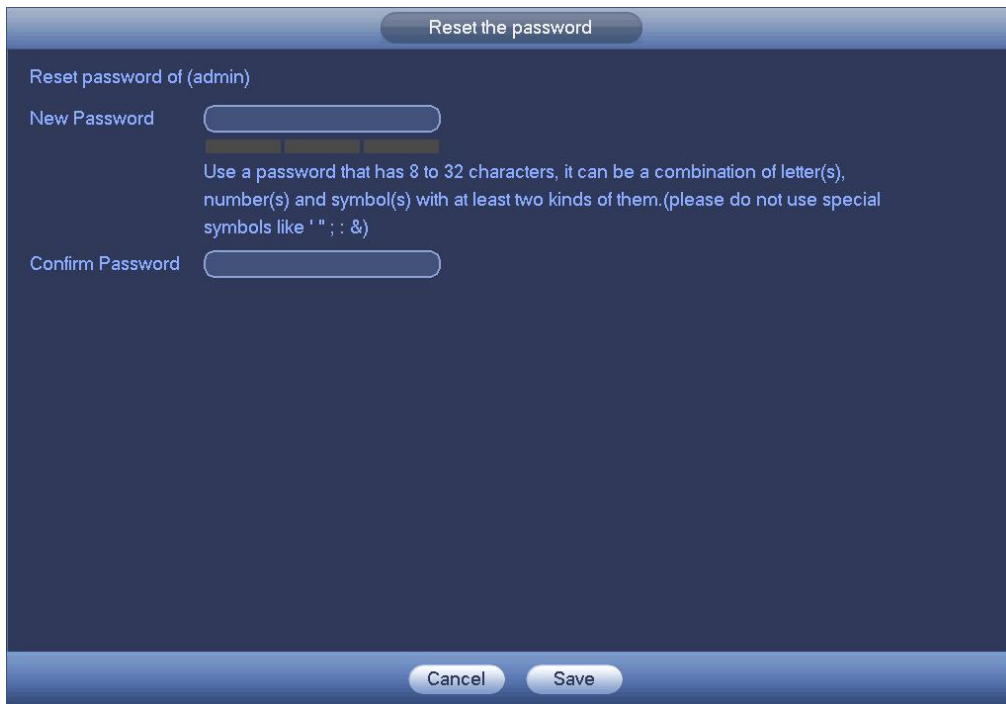 Reset the password
Reset password of (admin)
New Password
Use a password that has 8 to 32 characters, it can be a combination of letter(s),
number(s) and symbol(s) with at least two kinds of them.(please do not use special
symbols like ' " ; : &)
Confirm Password
Cancel Save